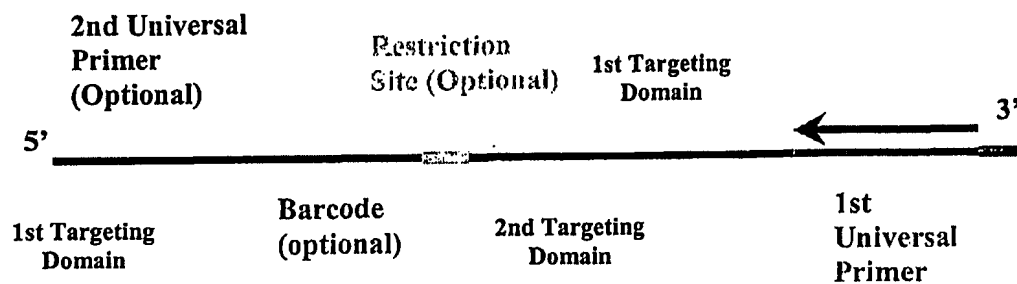 2nd Universal
Primer
(Optional)
Restriction
Site (Optional)
1st Targeting
Domain
5’
3’
1st Targeting
Domain
Barcode
(optional)
2nd Targeting
Domain
1st
Universal
Primer